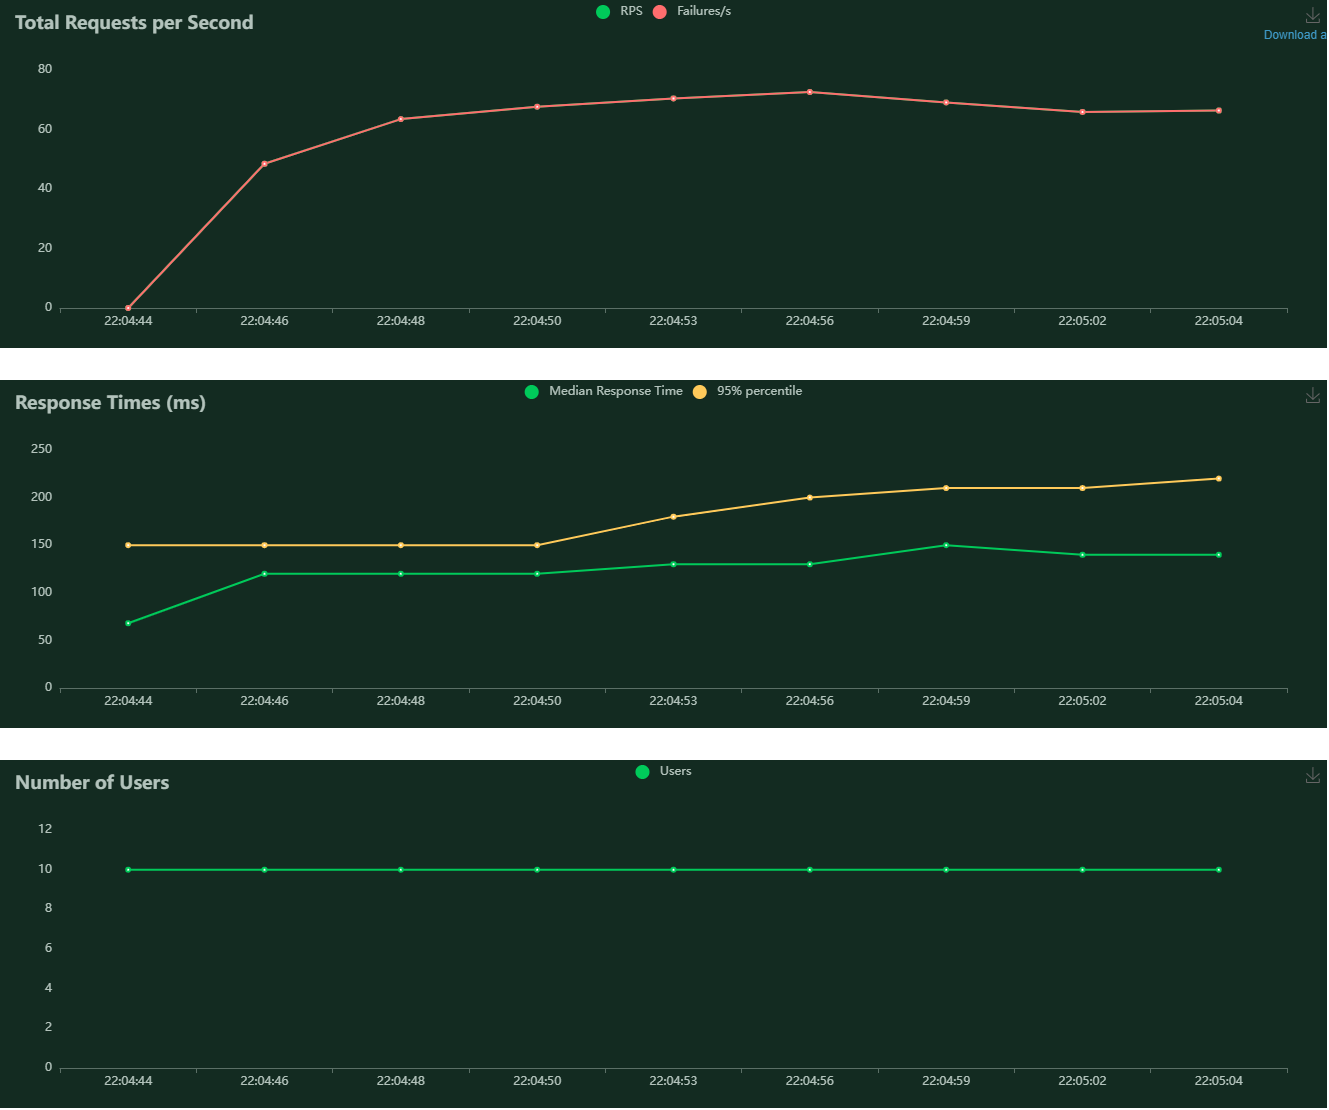 Total Requests per Second
RPS Failures/s
Download a
80
60
40
20
0
22:04:44 22:04:46 22:04:48 22:04:50 22:04:53 22:04:56 22:04:59 22:05:02 22:05:04
Response Times (ms)
Median Response Time 95% percentile
250
200
150
100
50
0
22:04:44 22:04:46 22:04:48 22:04:50 22:04:53 22:04:56 22:04:59 22:05:02 22:05:04
Number of Users
Users
12
10
8
6
4
2
0
22:04:44 22:04:46 22:04:48 22:04:50 22:04:53 22:04:56 22:04:59 22:05:02 22:05:04